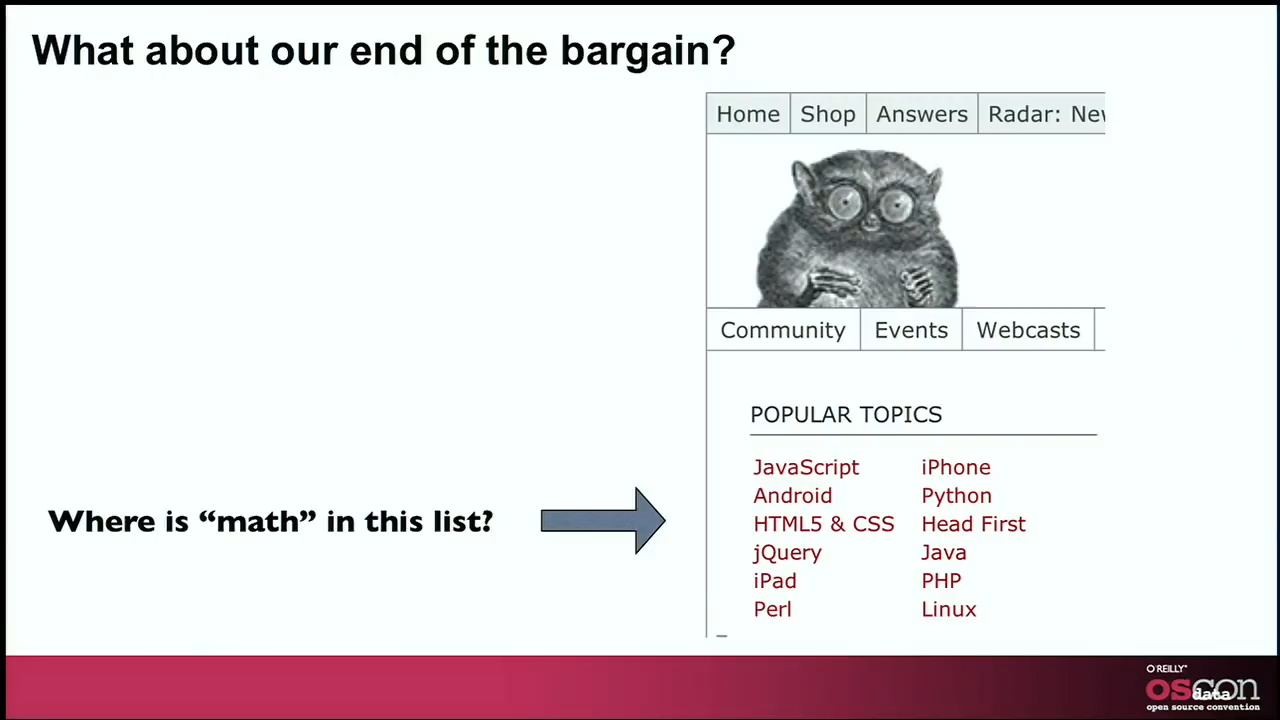 What about our end of the bargain?
Home Shop Answers Radar: Nev
Community Events Webcasts
POPULAR TOPICS
JavaScript iPhone
Android Python
Where is “math” in this list?
HTML5 & CSS Head First
jQuery Java
iPad PHP
Perl Linux
O'REILLY
OSCON
data
open source convention